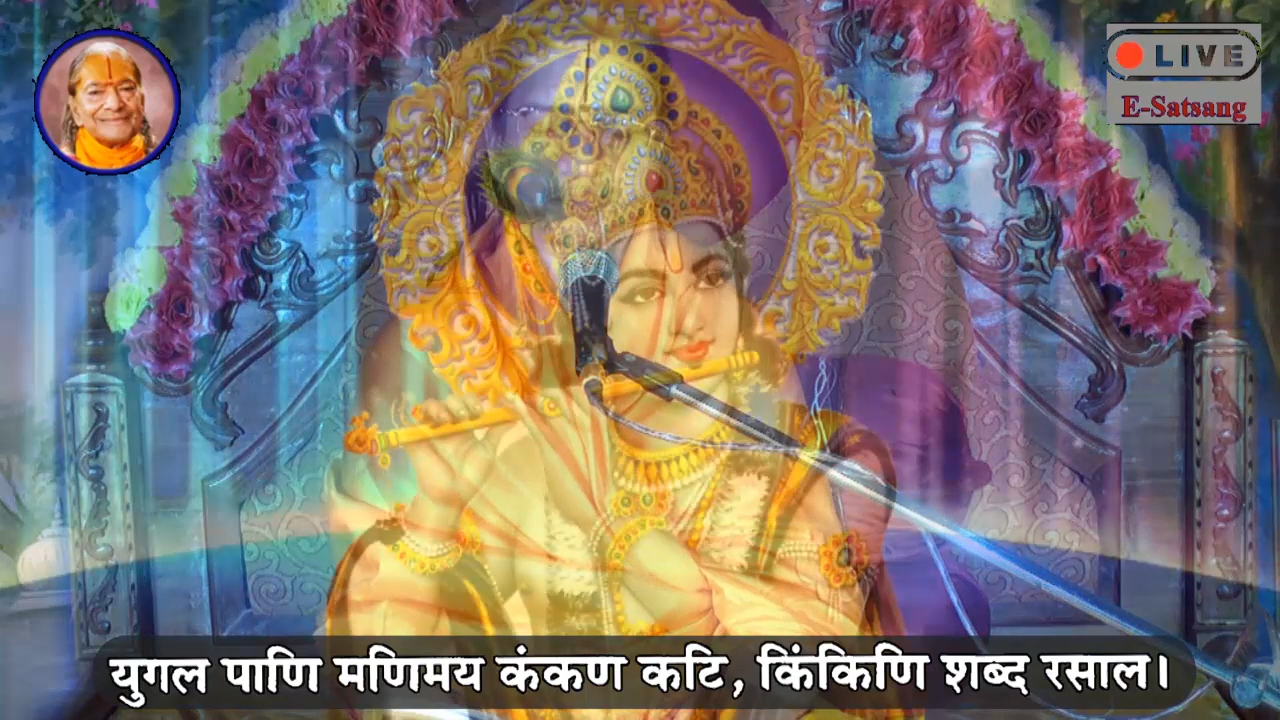 LIVE
E-Satsang
युगल पाणि मणिमय कंकण कटि, किंकिणि शब्द रसाल।